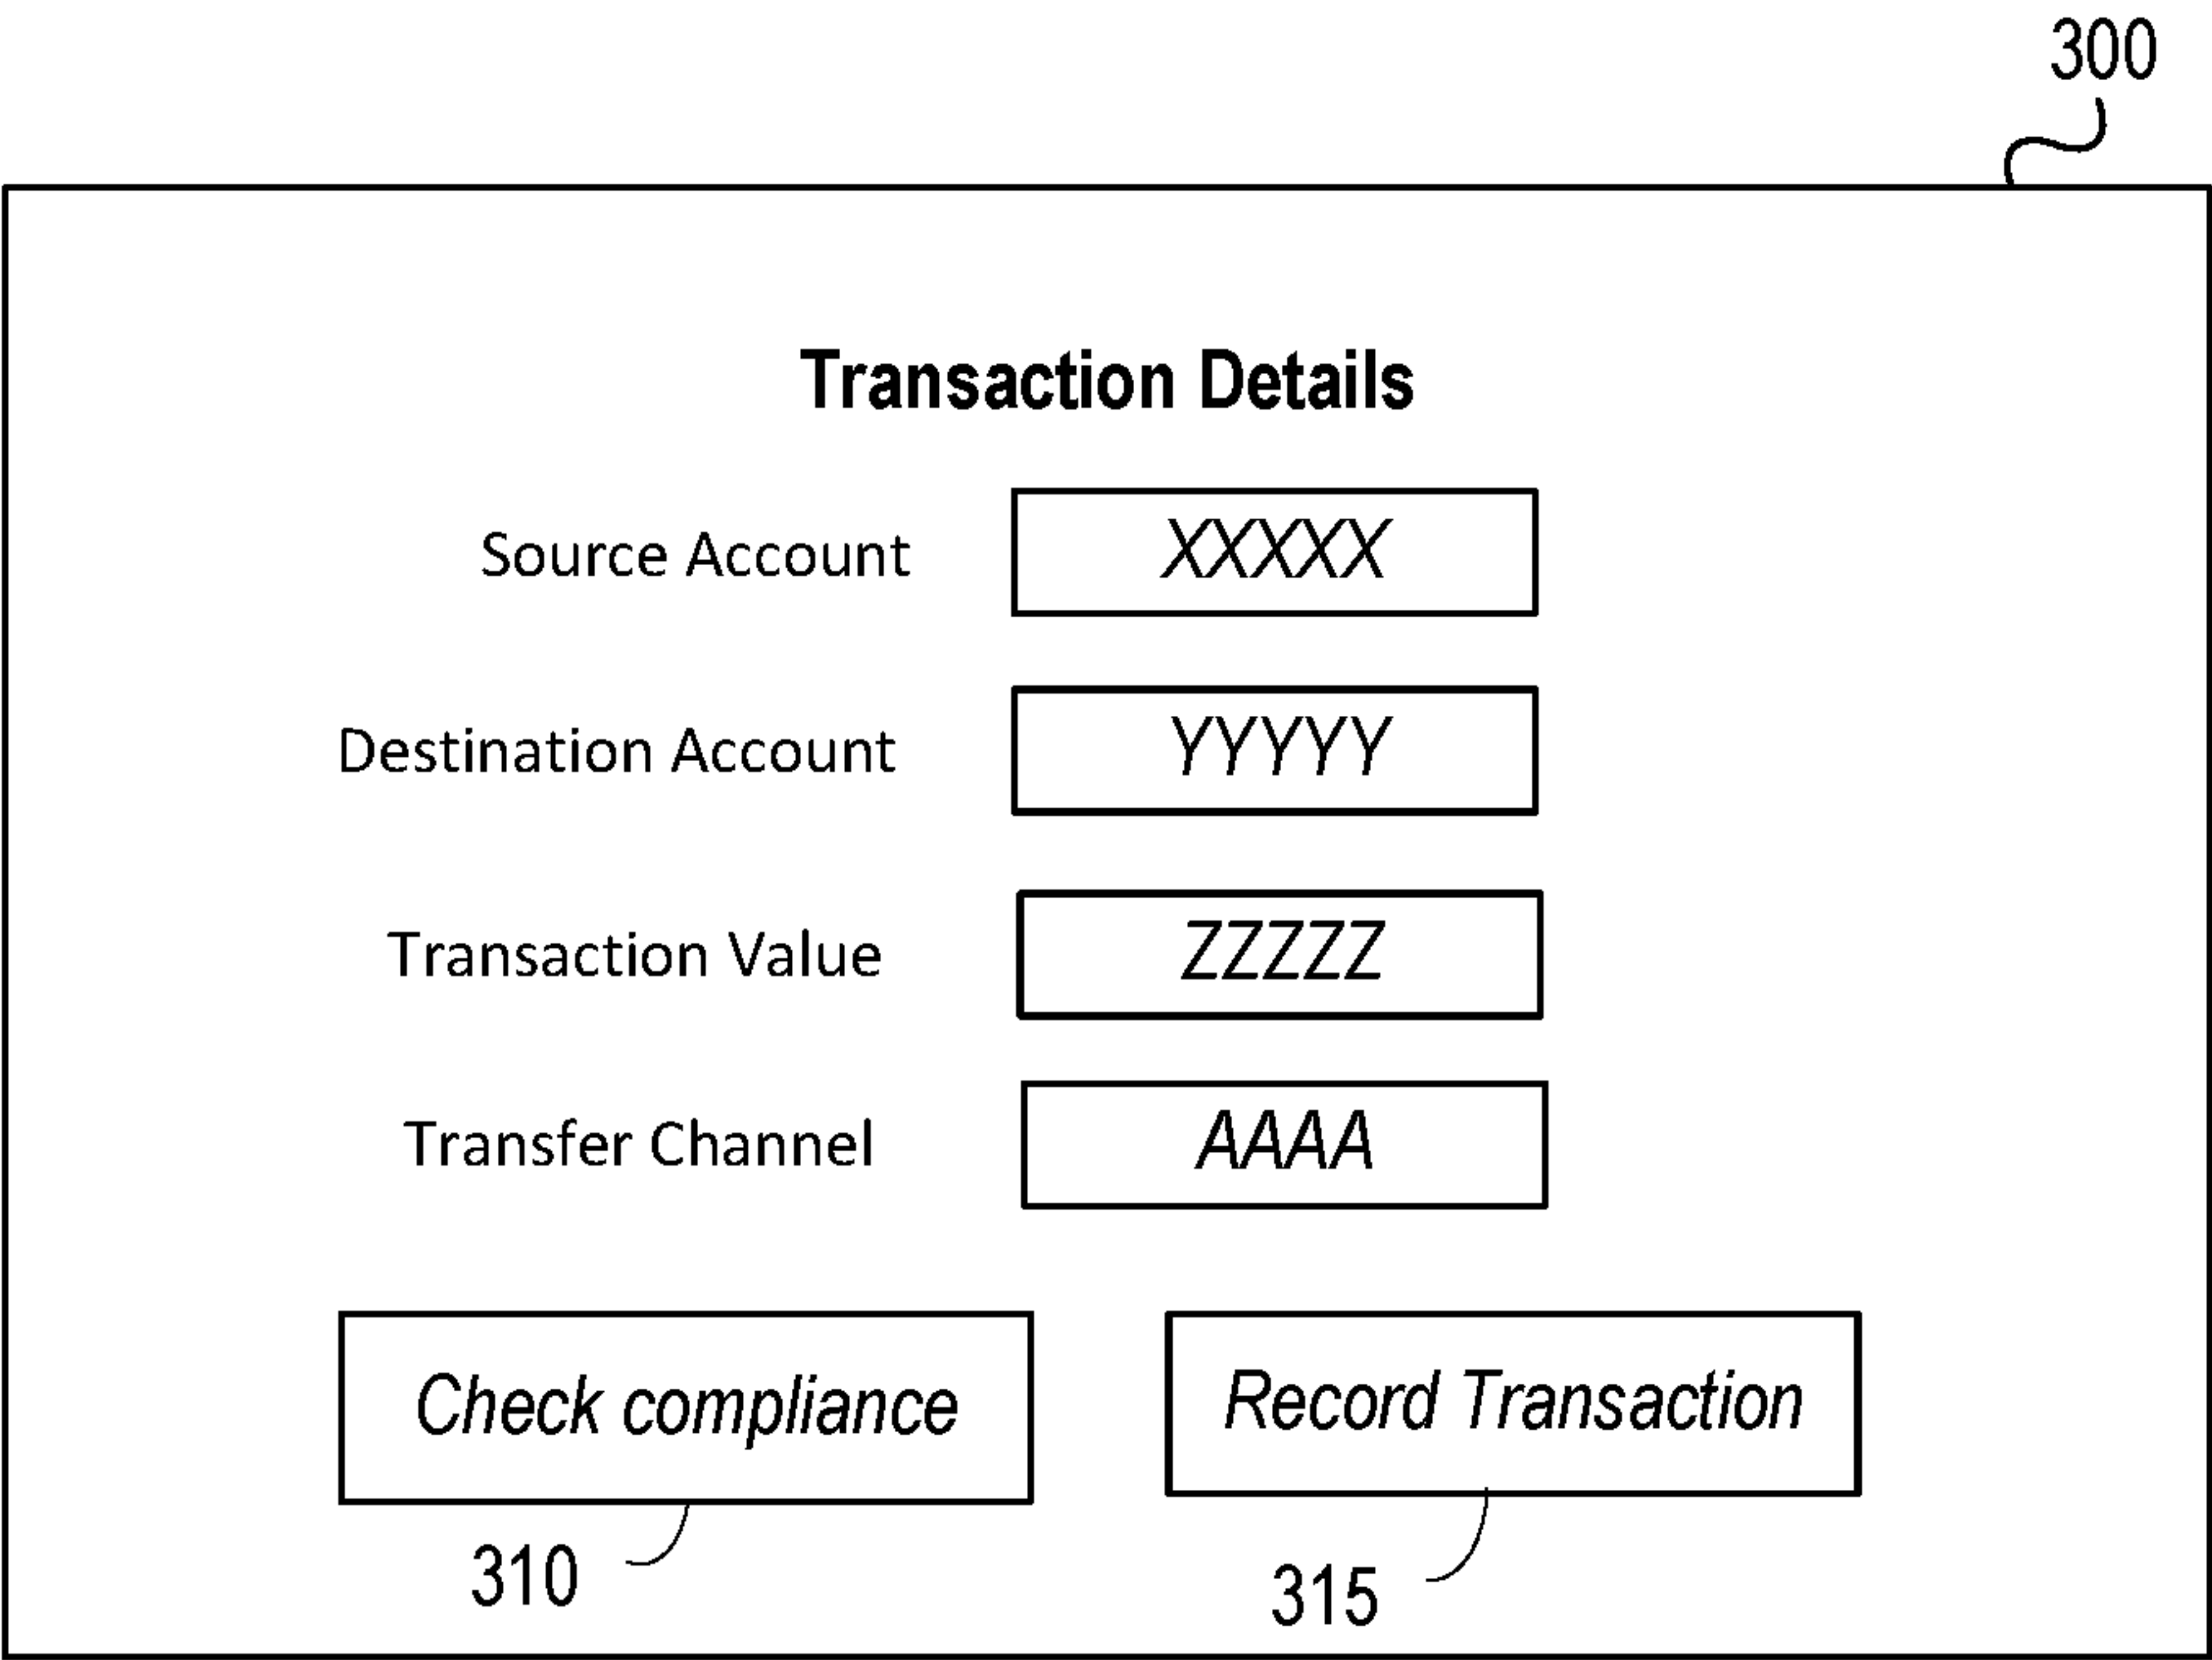 300
Transaction Details
Source Account XXXXX
Destination Account YYYYY
Transaction Value ZZZZZ
Transfer Channel AAAA
Check compliance Record Transaction
310 315